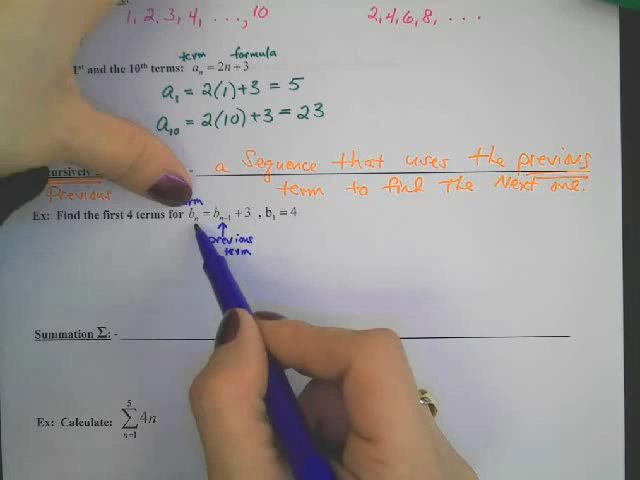 1, 2, 3, 4, ..., 10   2, 4, 6, 8, ...
term   formula
1st and the 10th terms: aₙ = 2n + 3
a₁ = 2(1)+3 = 5
a₁₀ = 2(10)+3 = 23
- a Sequence that uses the previous
term to find the Next one.
Previous
Ex: Find the first 4 terms for bₙ = bₙ₋₁ + 3 , b₁ = 4
previous
term
Summation Σ: -
5
Ex: Calculate: Σ 4n
n=1